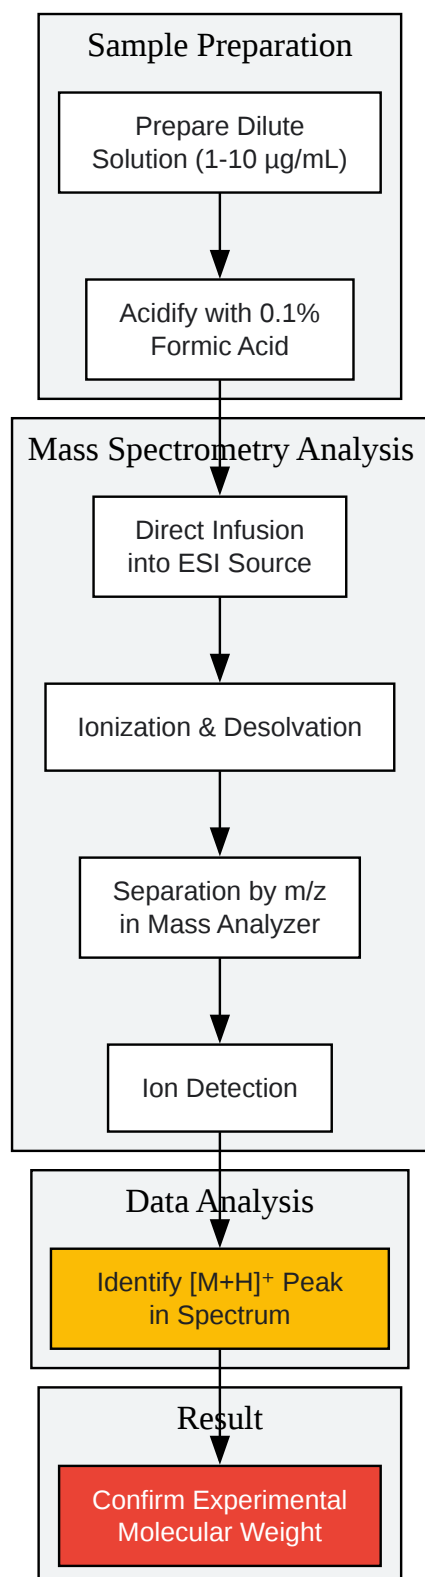 Sample Preparation
Prepare Dilute
Solution (1-10 µg/mL)
Acidify with 0.1%
Formic Acid
Mass Spectrometry Analysis
Direct Infusion
into ESI Source
Ionization & Desolvation
Separation by m/z
in Mass Analyzer
Ion Detection
Data Analysis
Identify [M+H]⁺ Peak
in Spectrum
Result
Confirm Experimental
Molecular Weight